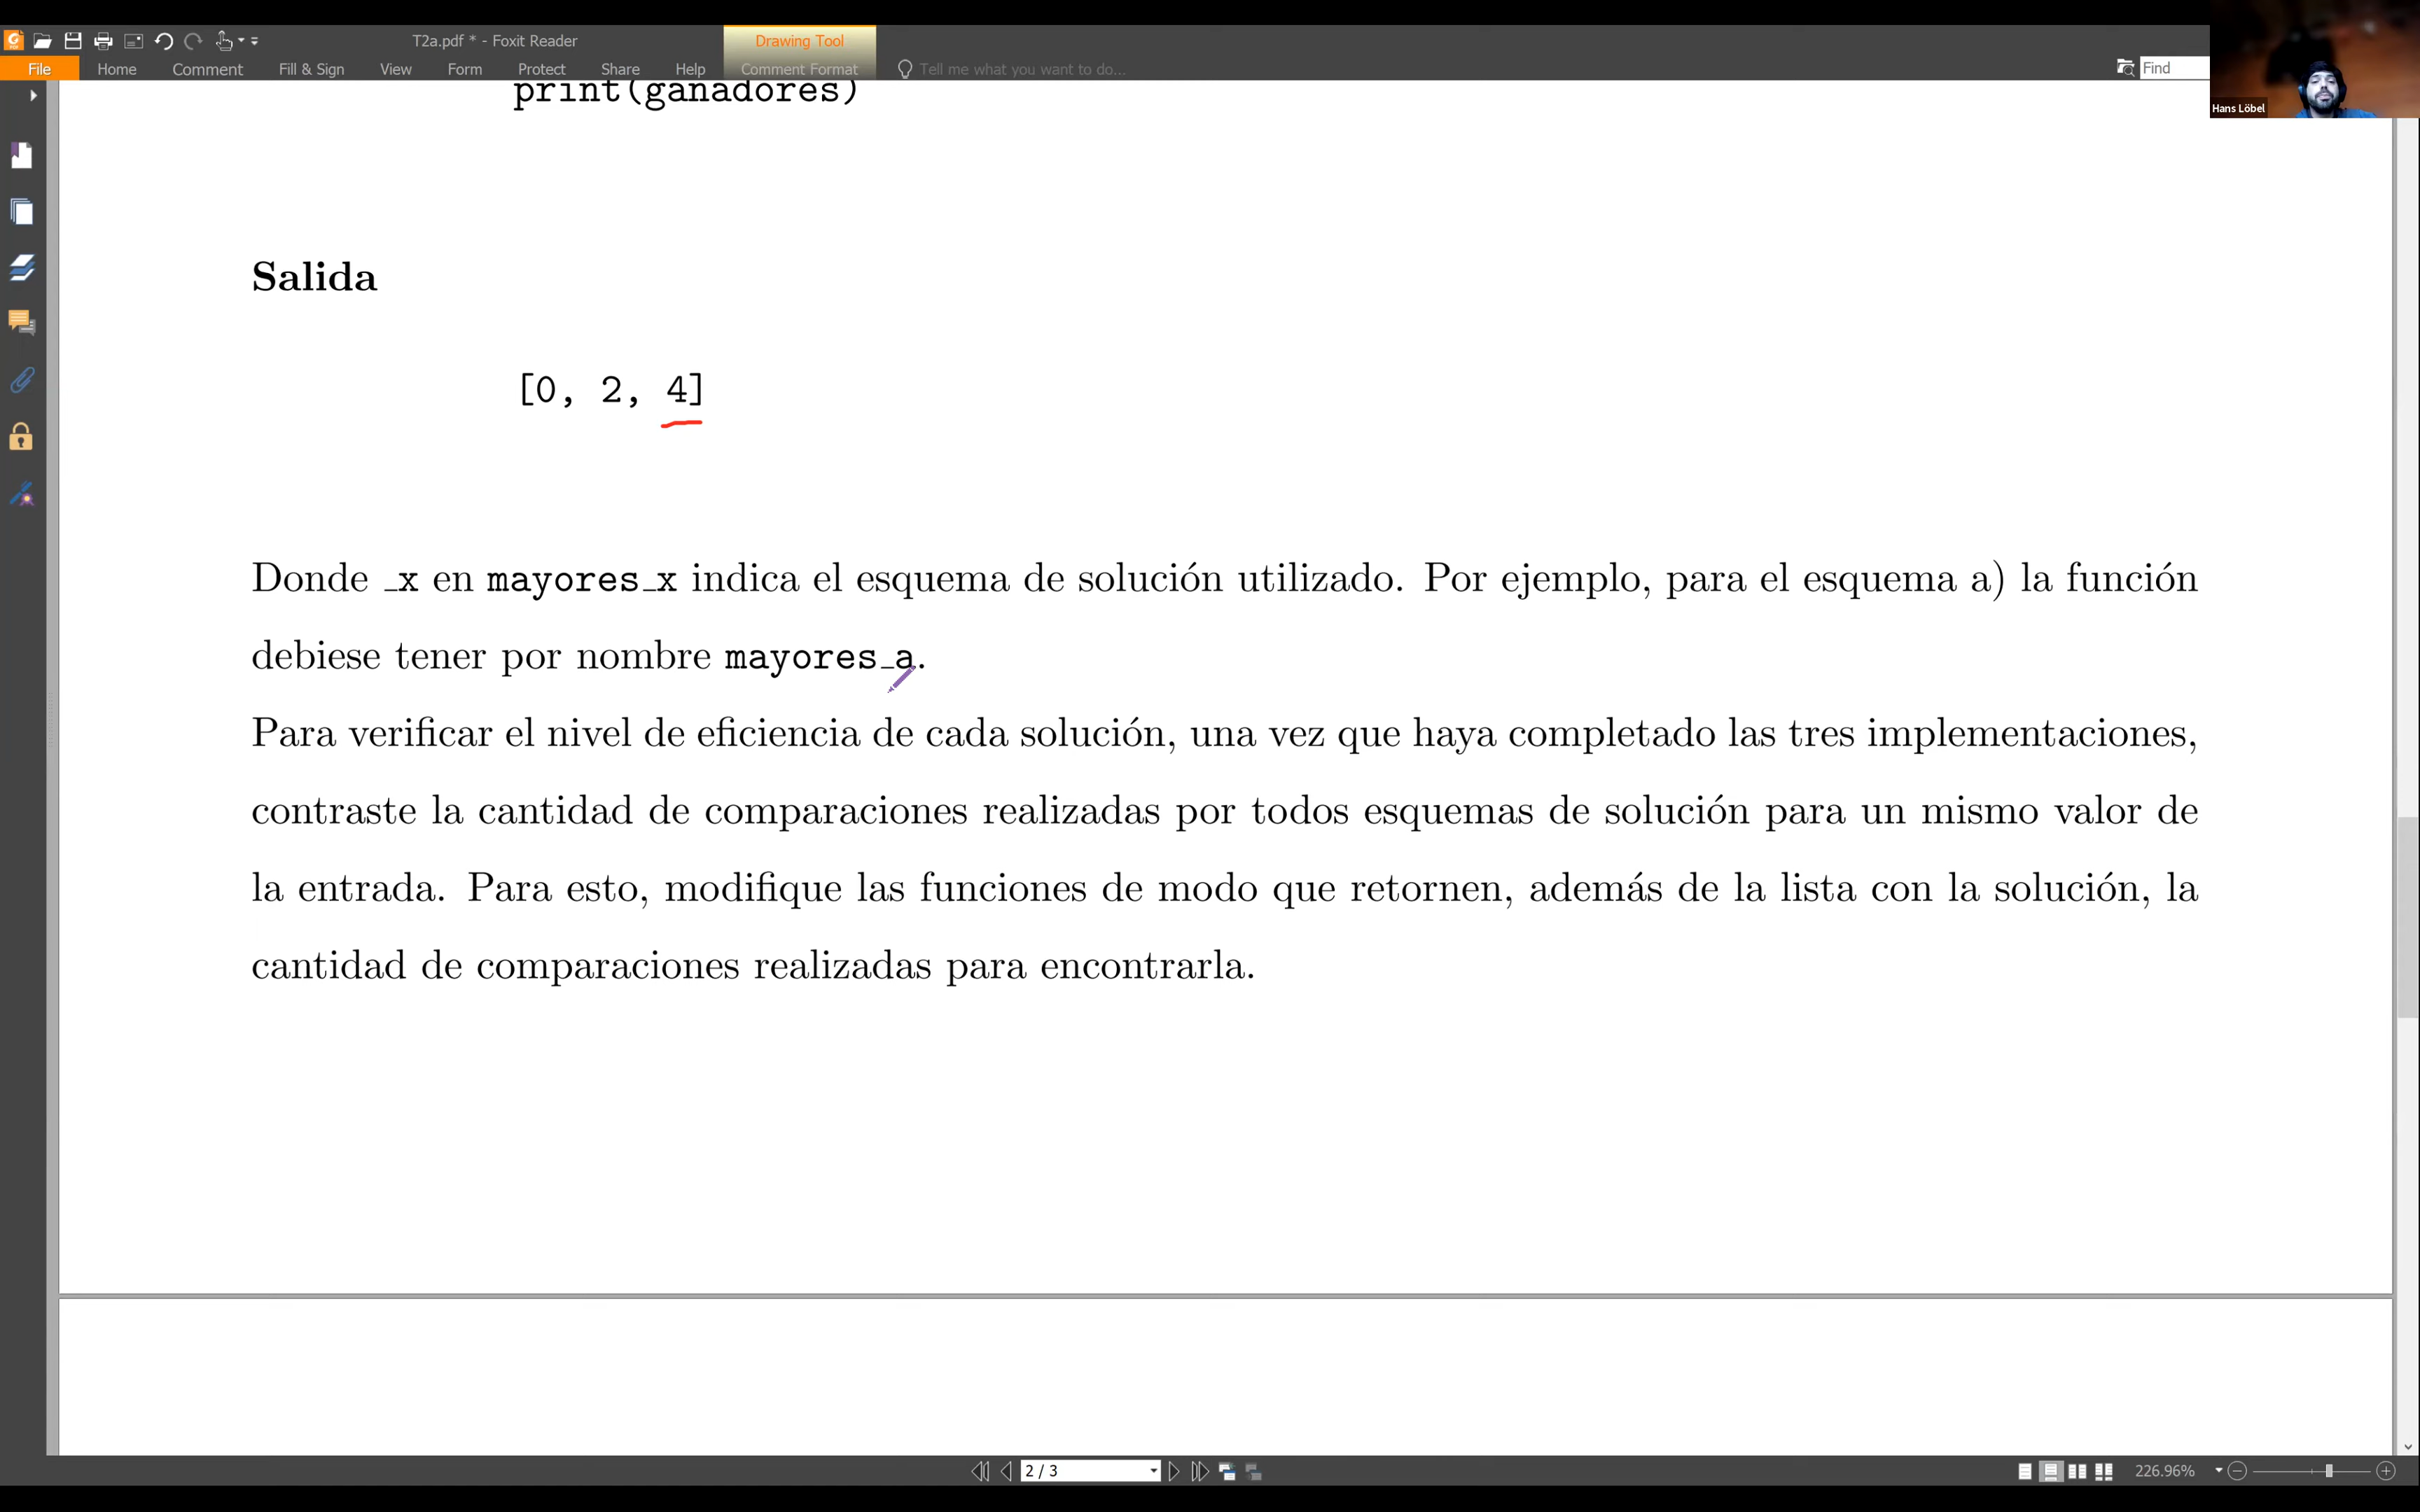 T2a.pdf * - Foxit Reader
Drawing Tool
File Home Comment Fill & Sign View Form Protect Share Help Comment Format Tell me what you want to do... Find
Hans Löbel
print(ganadores)
Salida
[0, 2, 4]
Donde _x en mayores_x indica el esquema de solución utilizado. Por ejemplo, para el esquema a) la función
debiese tener por nombre mayores_a.
Para verificar el nivel de eficiencia de cada solución, una vez que haya completado las tres implementaciones,
contraste la cantidad de comparaciones realizadas por todos esquemas de solución para un mismo valor de
la entrada. Para esto, modifique las funciones de modo que retornen, además de la lista con la solución, la
cantidad de comparaciones realizadas para encontrarla.
2 / 3
226.96%